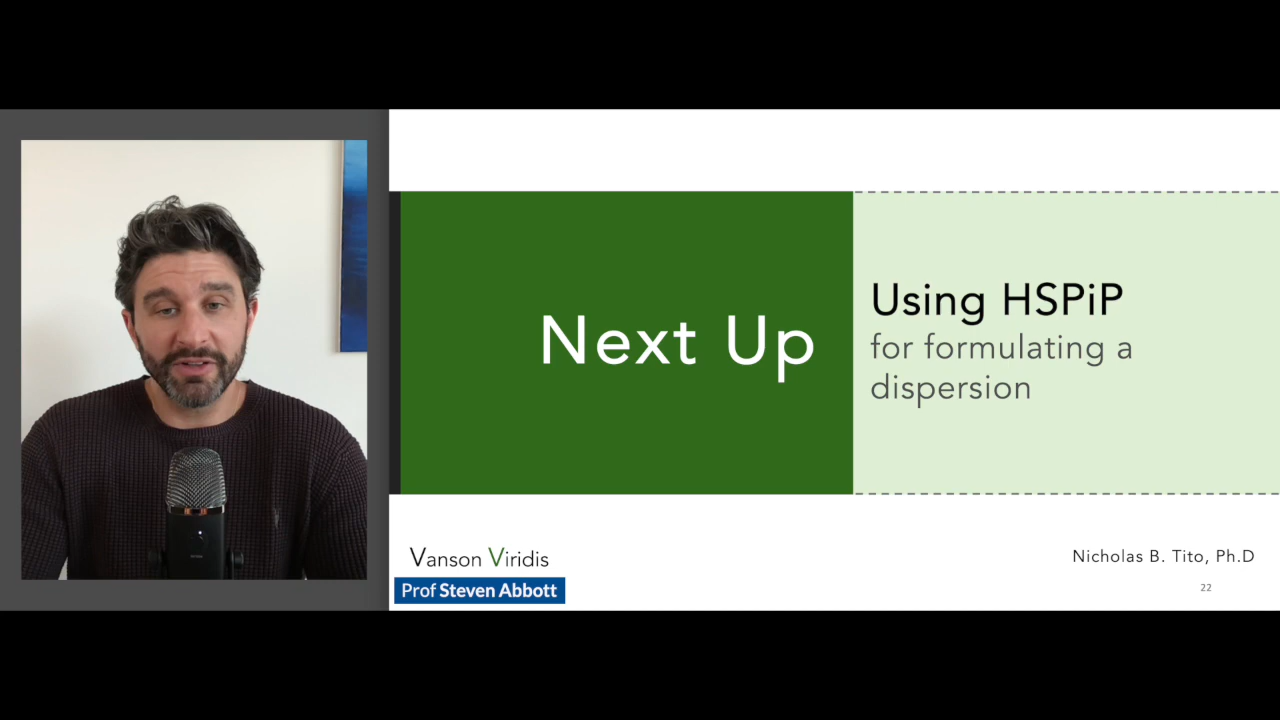 Next Up
Using HSPiP
for formulating a
dispersion
Vanson Viridis
Prof Steven Abbott
Nicholas B. Tito, Ph.D
22